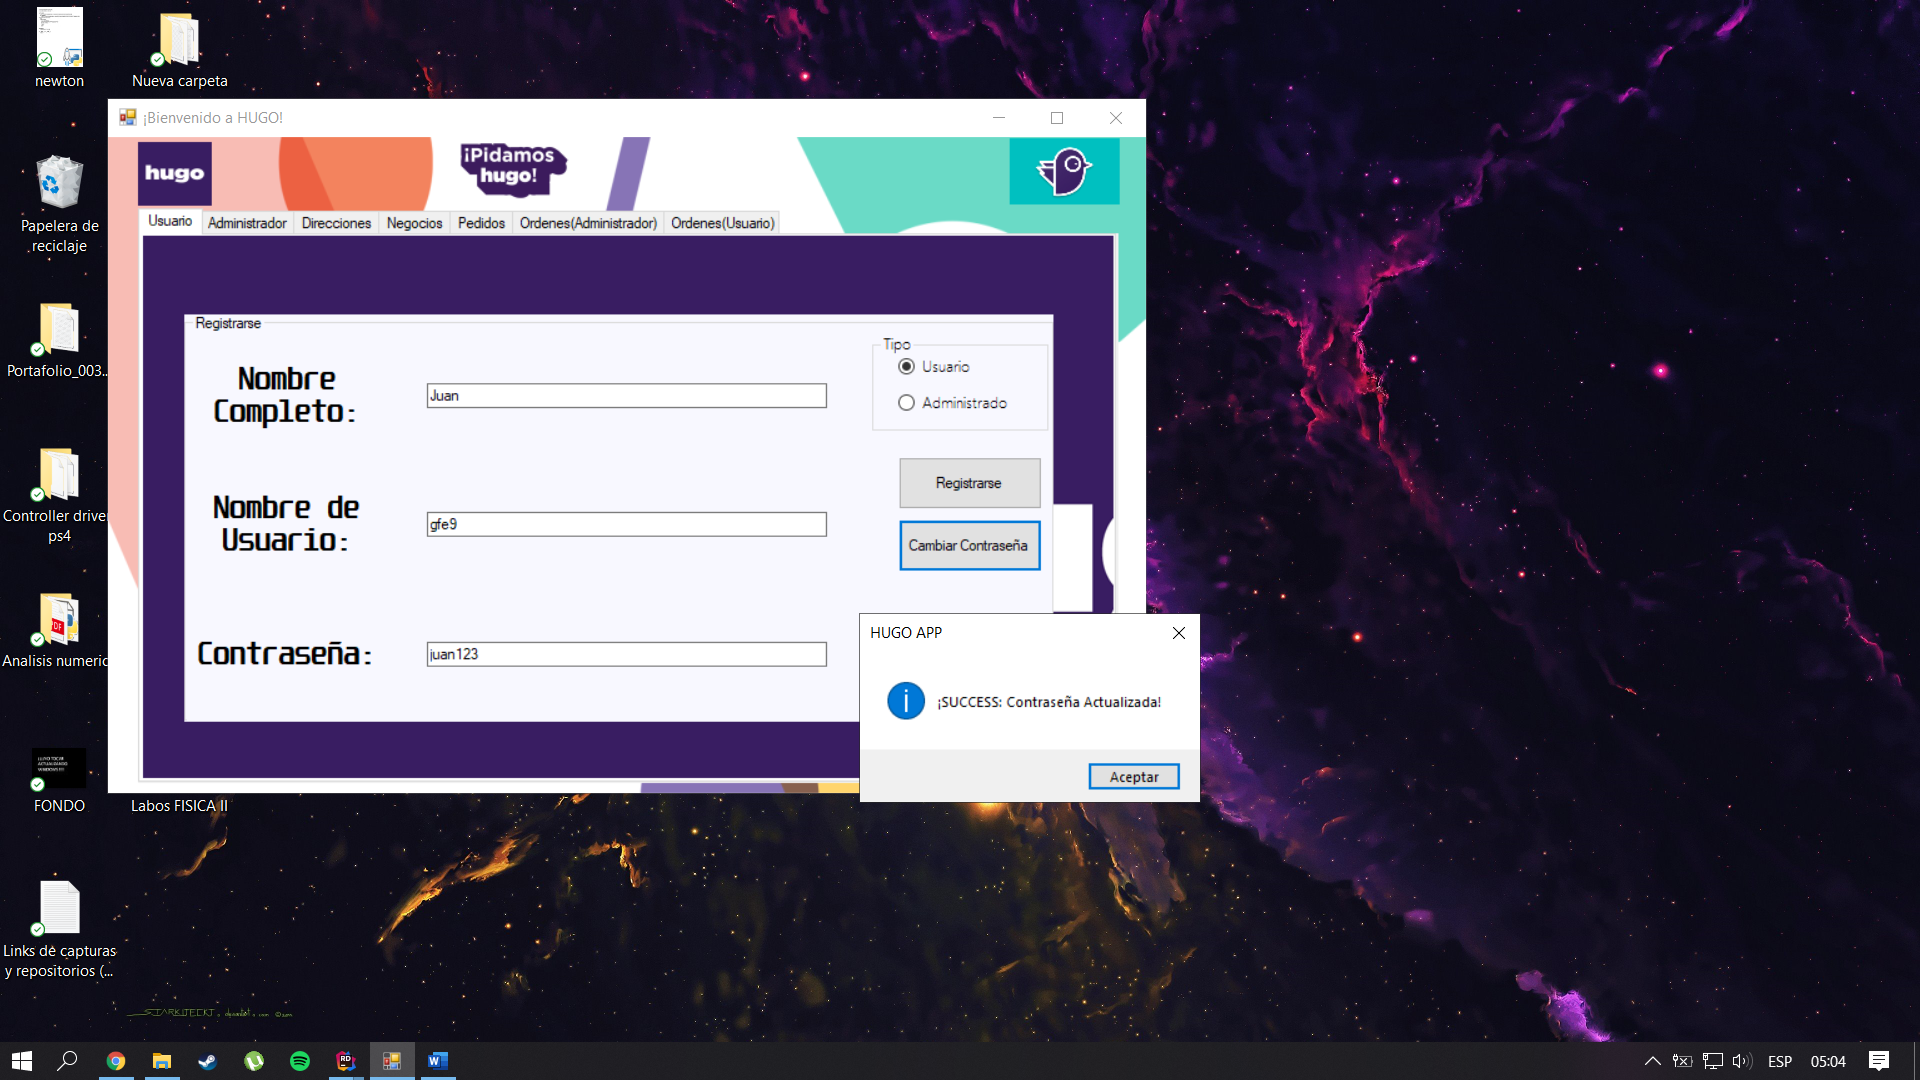 newton
Nueva carpeta
Papelera de
reciclaje
Portafolio_003...
Controller drive
ps4
Analisis numeric
FONDO
Labos FISICA II
Links de capturas
y repositorios (...
¡Bienvenido a HUGO!
hugo
¡Pidamos
hugo!
Usuario
Administrador
Direcciones
Negocios
Pedidos
Ordenes(Administrador)
Ordenes(Usuario)
Registrarse
Nombre
Completo:
Juan
Nombre de
Usuario:
gfe9
Contraseña:
juan123
Tipo
Usuario
Administrado
Registrarse
Cambiar Contraseña
HUGO APP
¡SUCCESS: Contraseña Actualizada!
Aceptar
ESP
05:04